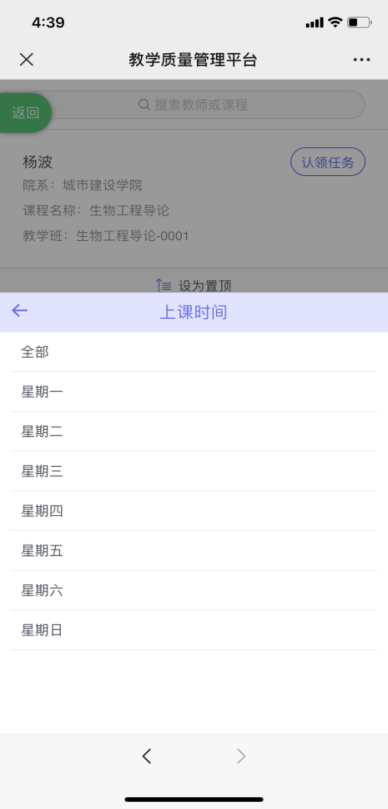 4:39
教学质量管理平台
返回
搜索教师或课程
杨波
认领任务
院系：城市建设学院
课程名称：生物工程导论
教学班：生物工程导论-0001
设为置顶
上课时间
全部
星期一
星期二
星期三
星期四
星期五
星期六
星期日